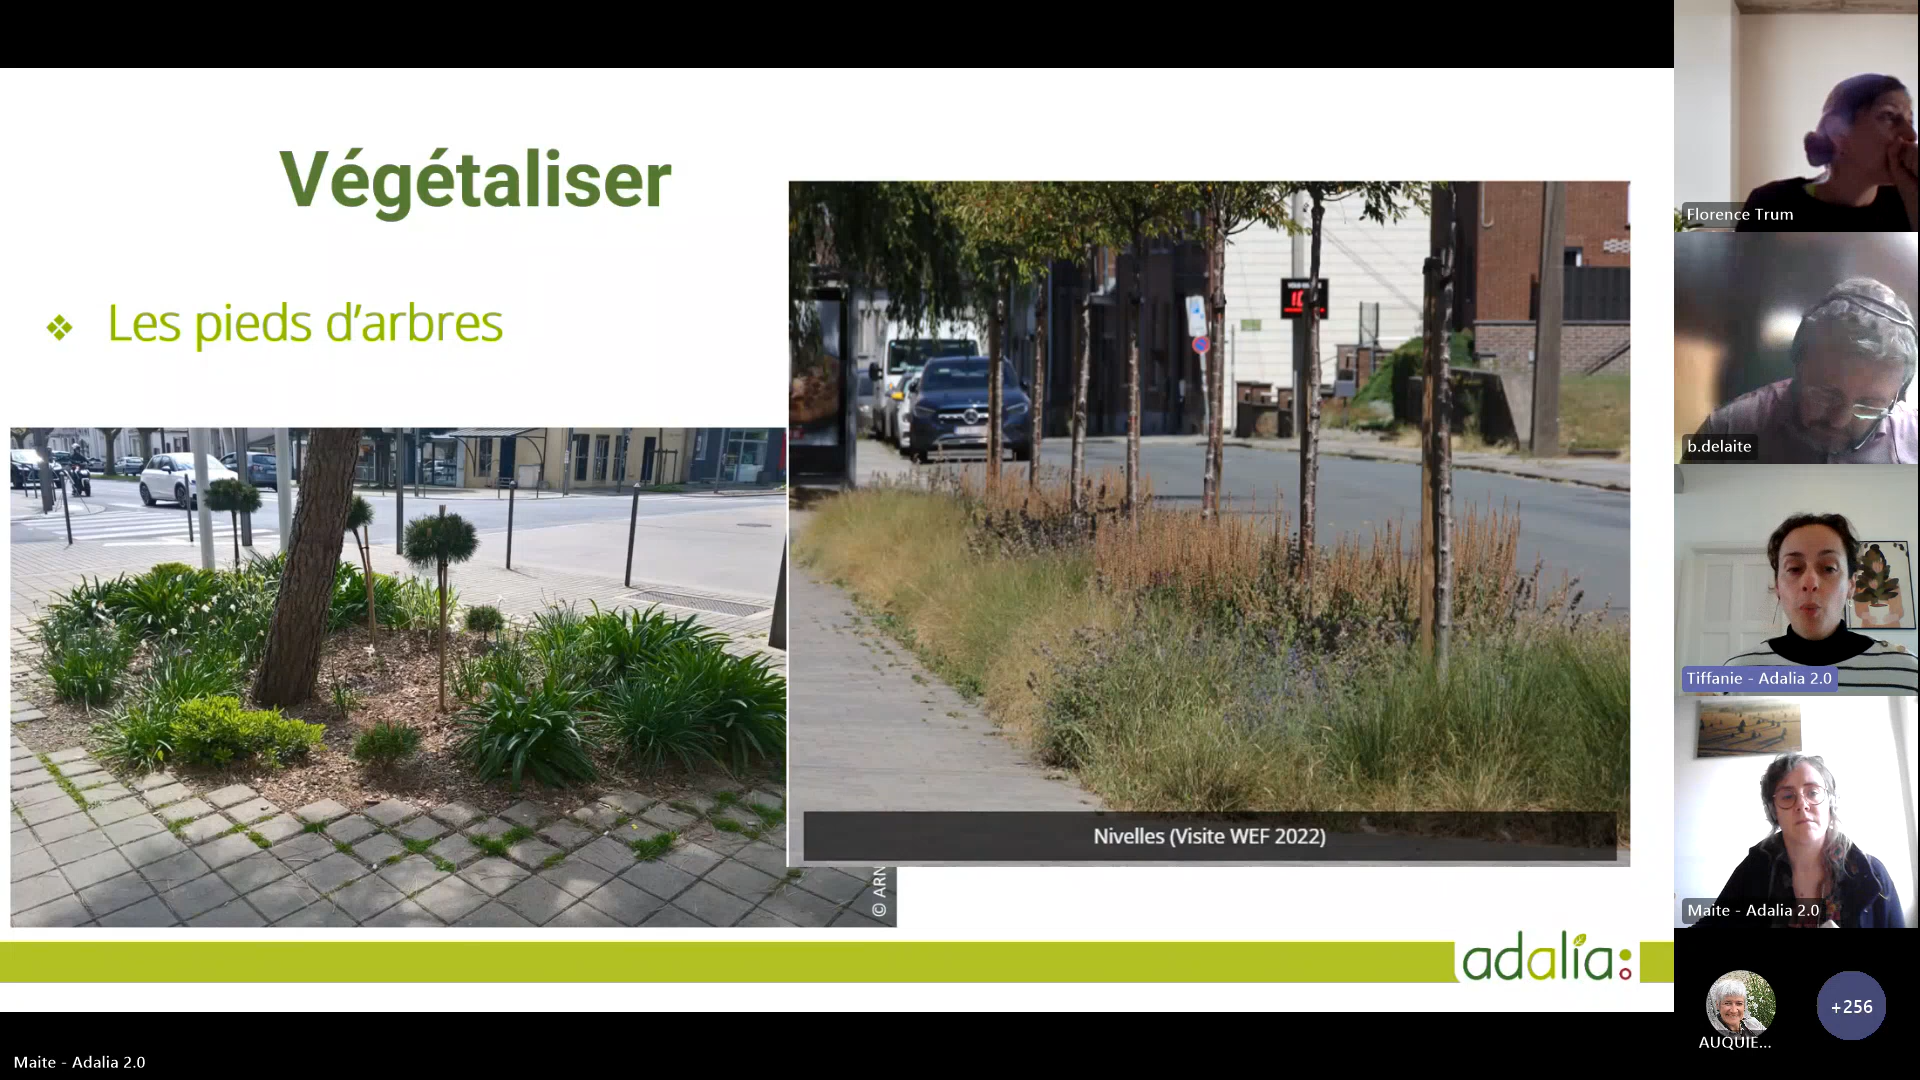 Végétaliser
❖ Les pieds d’arbres
Nivelles (Visite WEF 2022)
© ARN
adalia
Florence Trum
b.delaite
Tiffanie - Adalia 2.0
Maite - Adalia 2.0
AUQUIE...
+256
Maite - Adalia 2.0